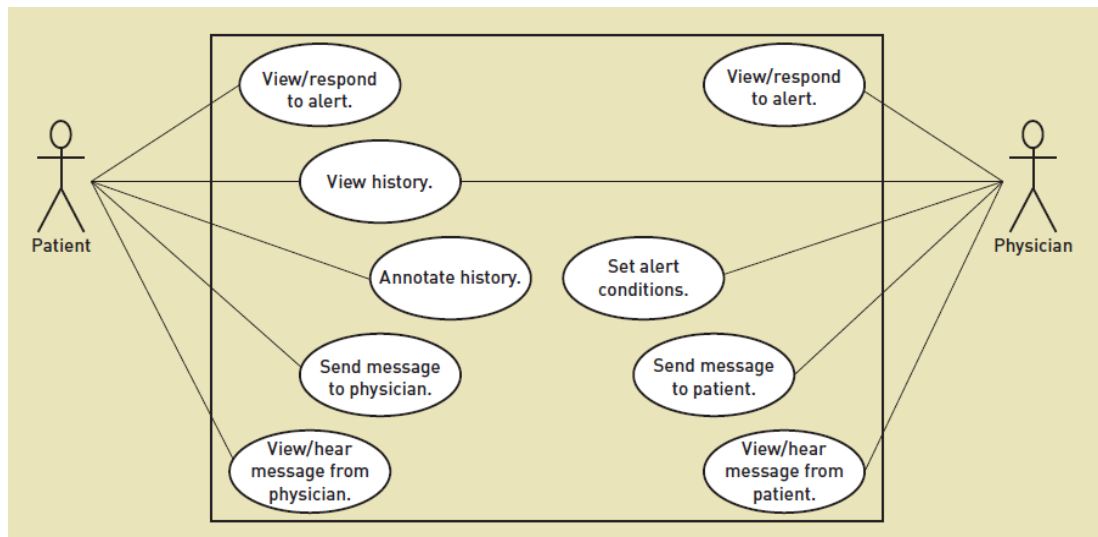 View/respond
to alert.
View/respond
to alert.
View history.
Patient
Physician
Annotate history.
Set alert
conditions.
Send message
to physician.
Send message
to patient.
View/hear
message from
physician.
View/hear
message from
patient.